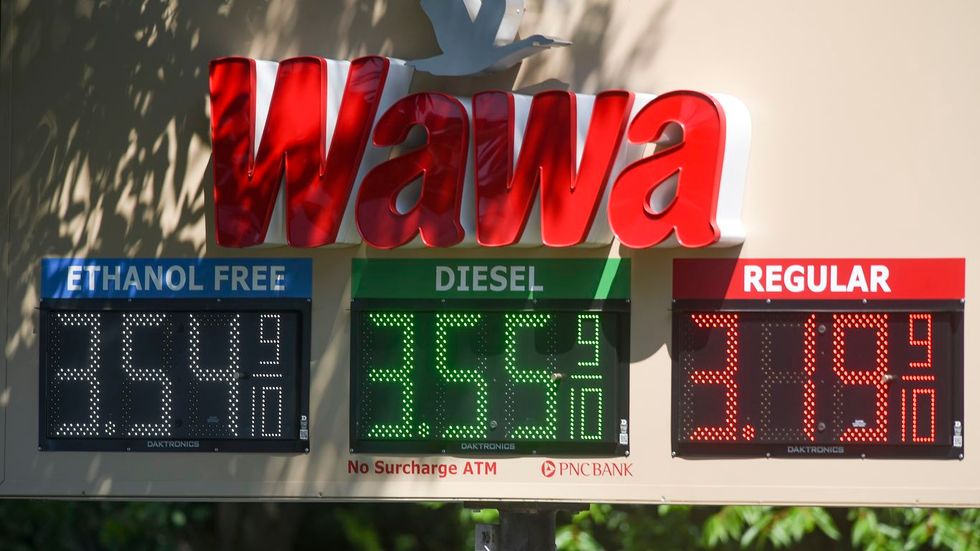 Wawa
ETHANOL FREE DIESEL REGULAR
3.54 9/10 3.55 9/10 3.19 9/10
DAKTRONICS DAKTRONICS DAKTRONICS
No Surcharge ATM PNCBANK